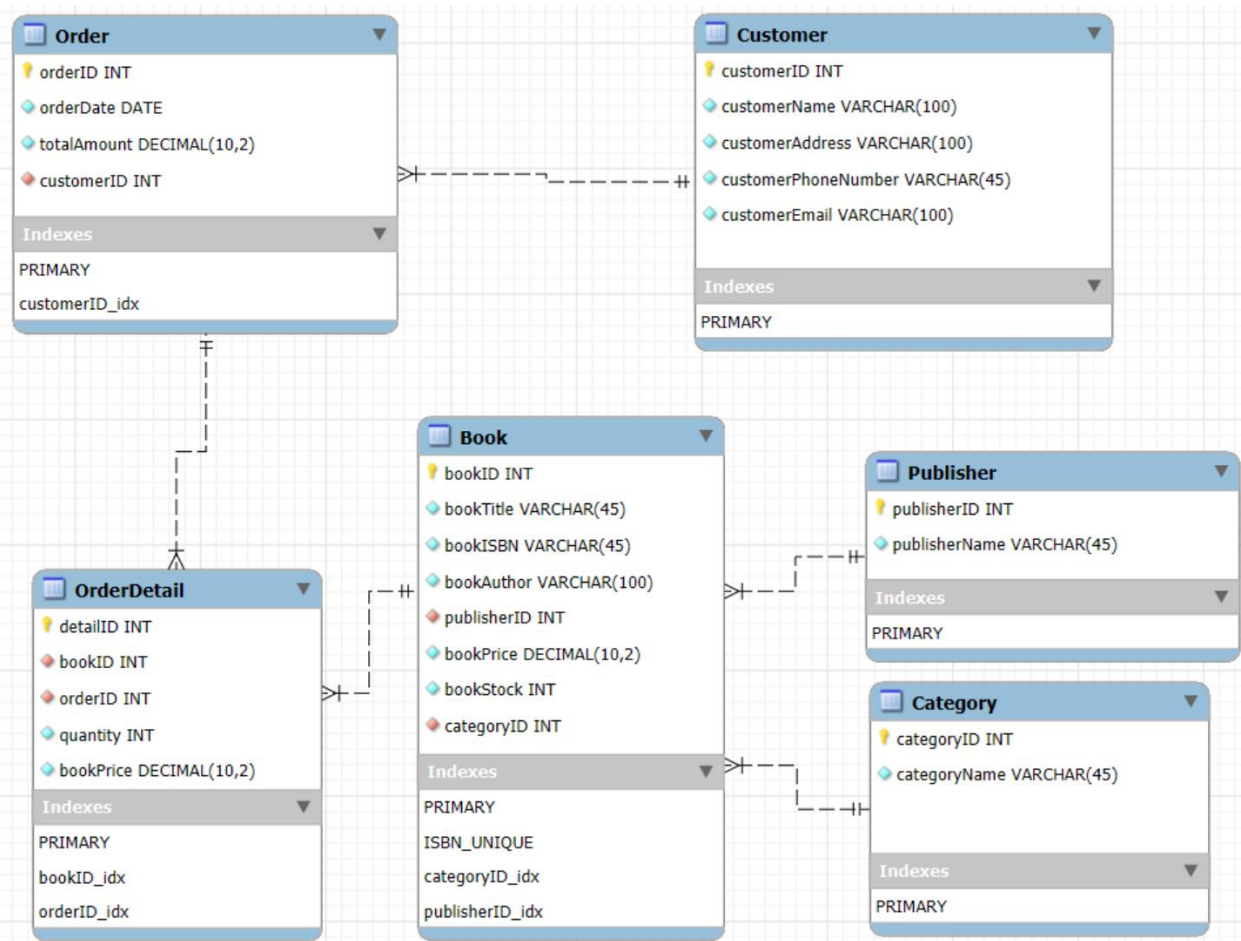 Order
orderID INT
orderDate DATE
totalAmount DECIMAL(10,2)
customerID INT
Indexes
PRIMARY
customerID_idx
Customer
customerID INT
customerName VARCHAR(100)
customerAddress VARCHAR(100)
customerPhoneNumber VARCHAR(45)
customerEmail VARCHAR(100)
Indexes
PRIMARY
OrderDetail
detailID INT
bookID INT
orderID INT
quantity INT
bookPrice DECIMAL(10,2)
Indexes
PRIMARY
bookID_idx
orderID_idx
Book
bookID INT
bookTitle VARCHAR(45)
bookISBN VARCHAR(45)
bookAuthor VARCHAR(100)
publisherID INT
bookPrice DECIMAL(10,2)
bookStock INT
categoryID INT
Indexes
PRIMARY
ISBN_UNIQUE
categoryID_idx
publisherID_idx
Publisher
publisherID INT
publisherName VARCHAR(45)
Indexes
PRIMARY
Category
categoryID INT
categoryName VARCHAR(45)
Indexes
PRIMARY